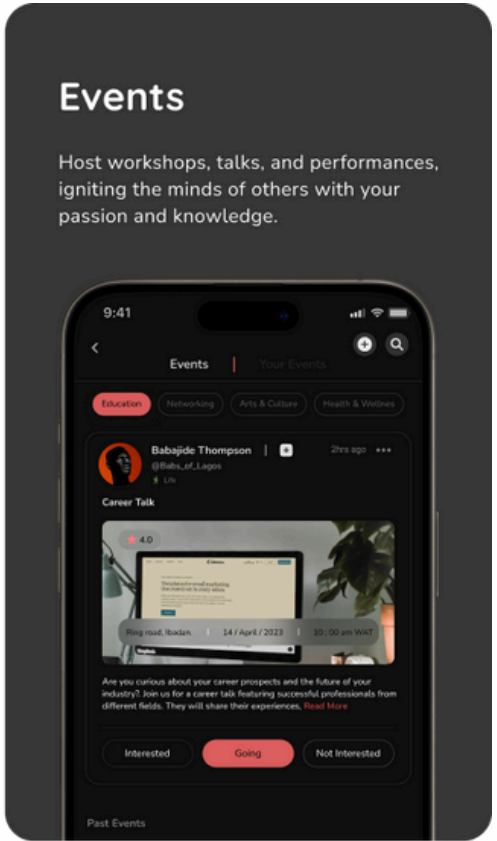 Events
Host workshops, talks, and performances,
igniting the minds of others with your
passion and knowledge.
9:41
Events | Your Events
Education Networking Arts & Culture Health & Wellnes
Babajide Thompson | 2hrs ago
@Babs_of_Lagos
Life
Career Talk
4.0
Ring road, Ibadan | 14 / April / 2023 | 10 : 00 am WAT
Are you curious about your career prospects and the future of your
industry?. Join us for a career talk featuring successful professionals from
different fields. They will share their experiences, Read More
Interested Going Not Interested
Past Events